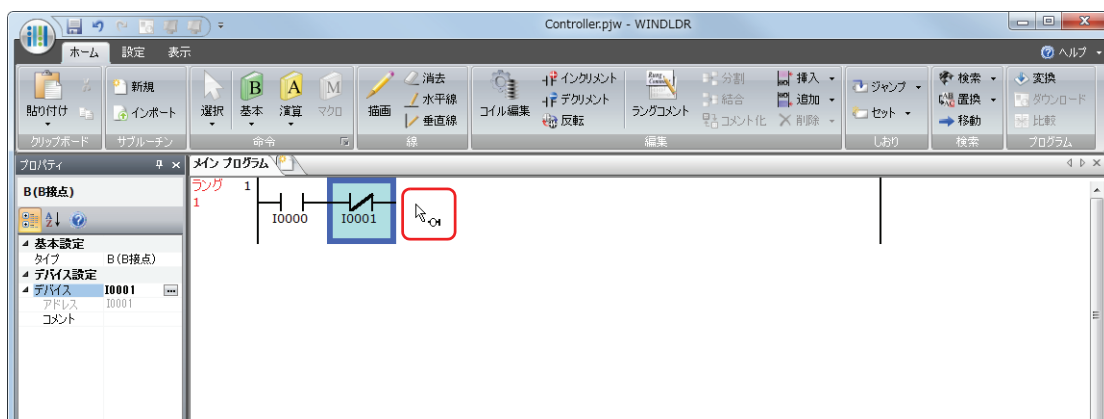 Controller.pjw - WINDLDR
ホーム 設定 表示 ヘルプ
貼り付け 新規 インポート 選択 B 基本 A 演算 M マクロ 描画 消去 水平線 垂直線 コイル編集 インクリメント デクリメント 反転 ラングコメント 分割 結合 コメント化 挿入 追加 削除 ジャンプ セット 検索 置換 移動 変換 ダウンロード 比較
クリップボード サブルーチン 命令 線 編集 しおり 検索 プログラム
プロパティ
メイン プログラム
B(B接点)
基本設定
タイプ B(B接点)
デバイス設定
デバイス I0001
アドレス I0001
コメント
ラング 1
1
I0000 I0001